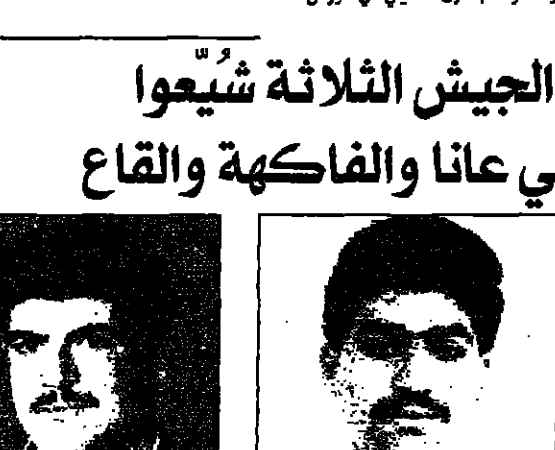 الجيش الثلاثة شُيّعوا
ي عانا والفاكهة والقاع